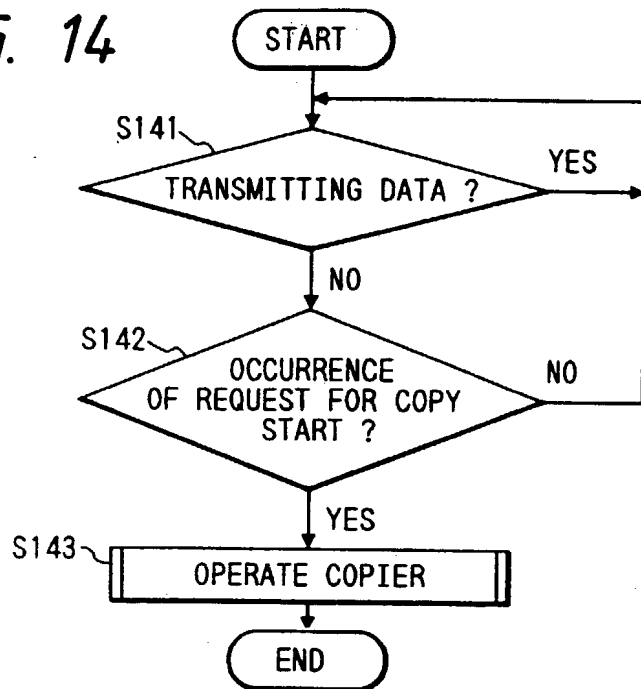 G. 14
START
S141
TRANSMITTING DATA ?
YES
NO
S142
OCCURRENCE
OF REQUEST FOR COPY
START ?
NO
YES
S143
OPERATE COPIER
END